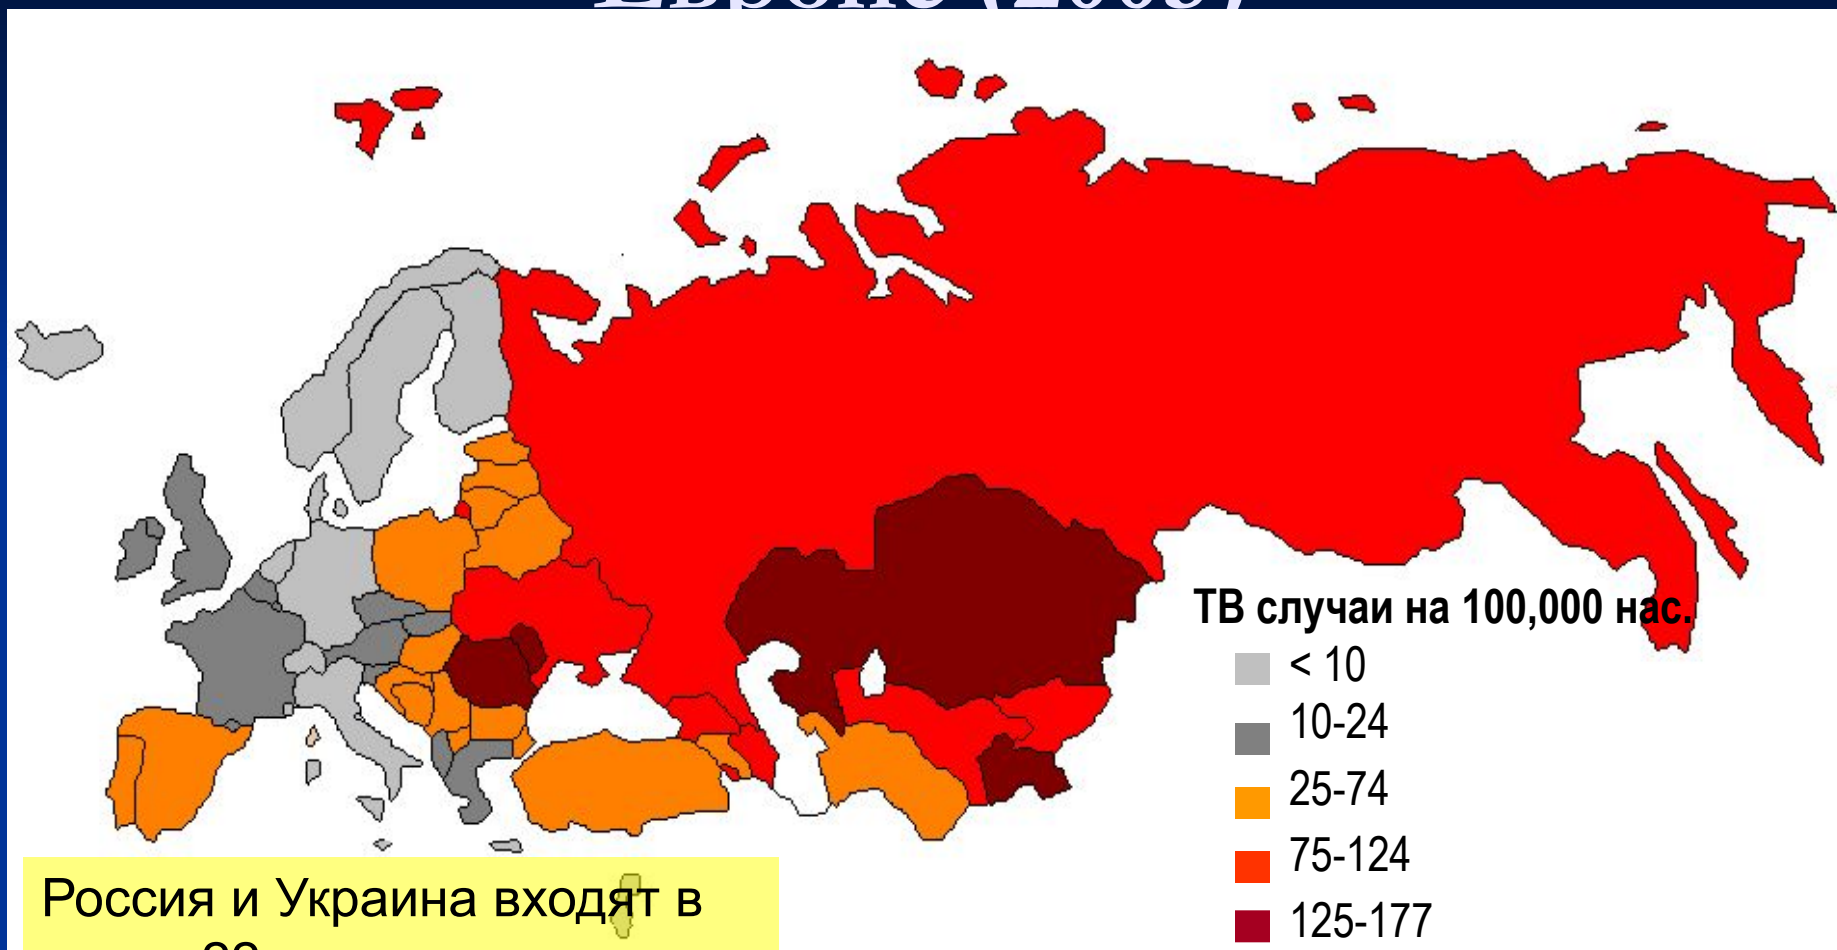 ТВ случаи на 100,000 нас.
< 10
10-24
25-74
75-124
125-177
Россия и Украина входят в